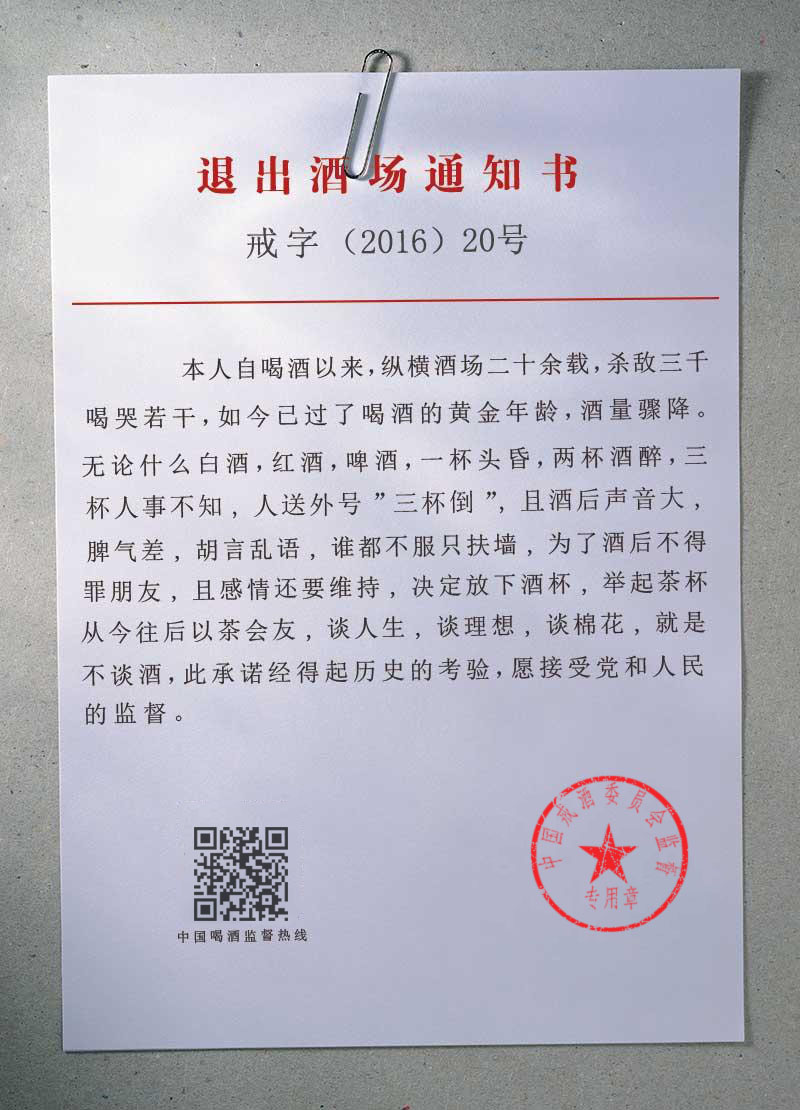 退出酒场通知书
戒字（2016）20号
本人自喝酒以来，纵横酒场二十余载，杀敌三千
喝哭若干，如今已过了喝酒的黄金年龄，酒量骤降。
无论什么白酒，红酒，啤酒，一杯头昏，两杯酒醉，三
杯人事不知，人送外号”三杯倒”，且酒后声音大，
脾气差，胡言乱语，谁都不服只扶墙，为了酒后不得
罪朋友，且感情还要维持，决定放下酒杯，举起茶杯
从今往后以茶会友，谈人生，谈理想，谈棉花，就是
不谈酒，此承诺经得起历史的考验，愿接受党和人民
的监督。
中国戒酒委员会监督
专用章
中国喝酒监督热线